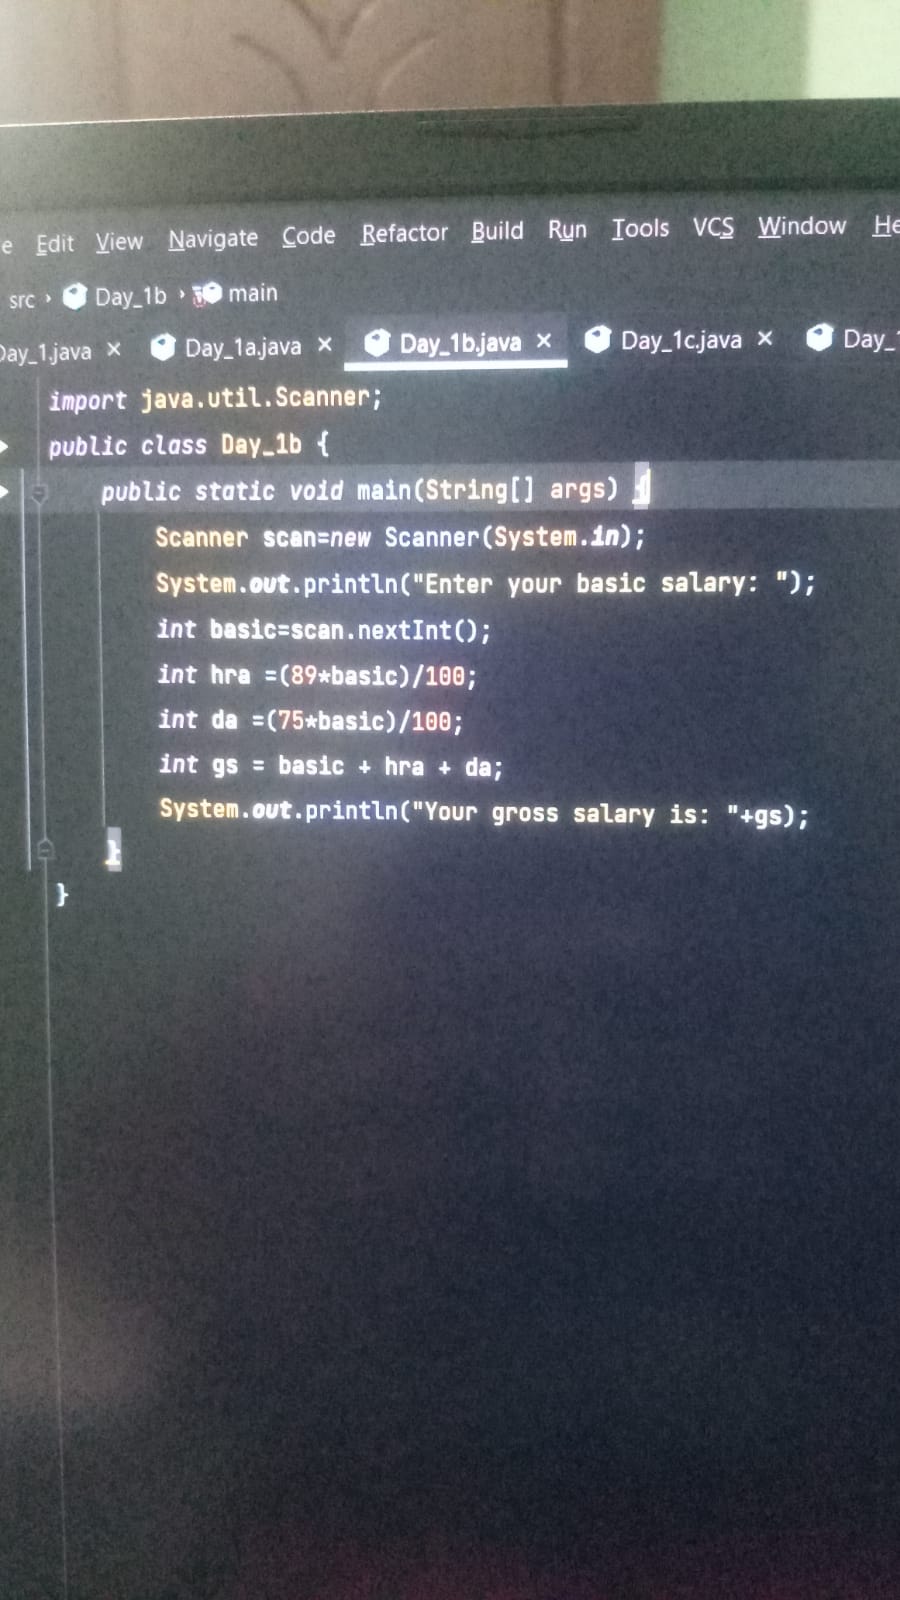 Edit View Navigate Code Refactor Build Run Tools VCS Window
src › Day_1b › main
Day_1.java × Day_1a.java × Day_1b.java × Day_1c.java × Day_
import java.util.Scanner;
public class Day_1b {
public static void main(String[] args) {
Scanner scan=new Scanner(System.in);
System.out.println("Enter your basic salary: ");
int basic=scan.nextInt();
int hra =(89*basic)/100;
int da =(75*basic)/100;
int gs = basic + hra + da;
System.out.println("Your gross salary is: "+gs);
}
}